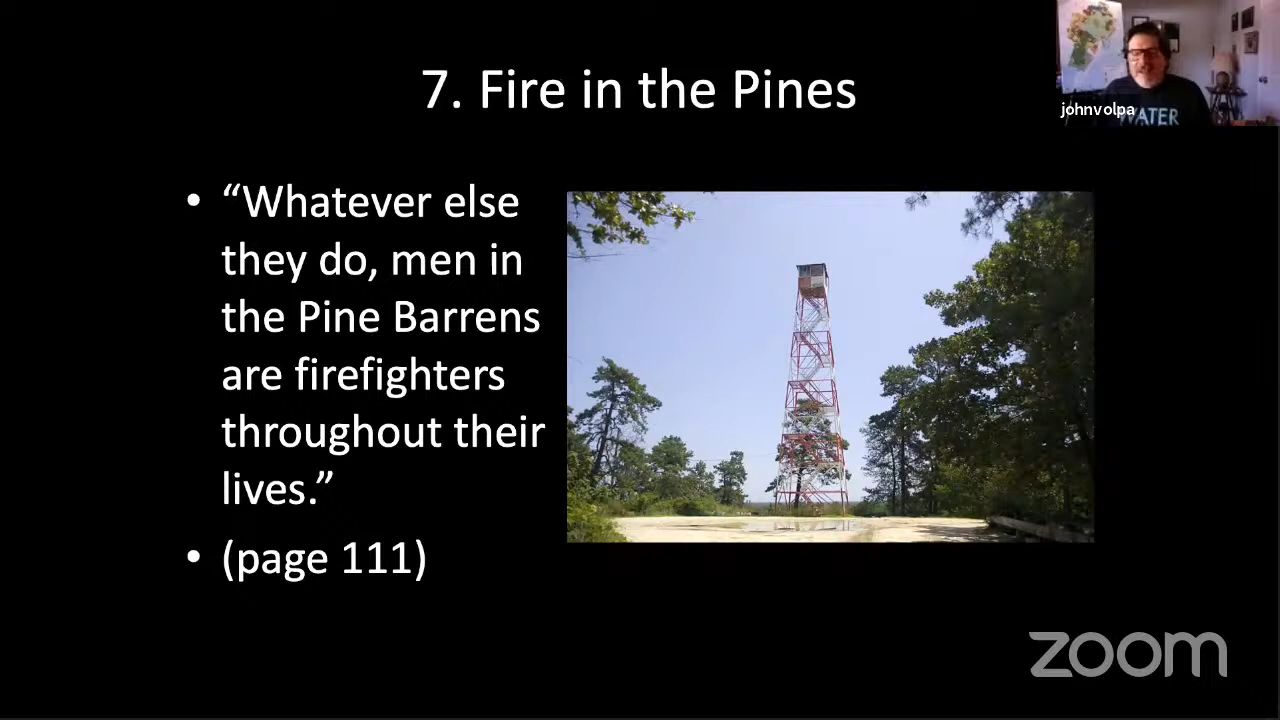 7. Fire in the Pines
johnvolpa
WATER
• “Whatever else
they do, men in
the Pine Barrens
are firefighters
throughout their
lives.”
• (page 111)
zoom